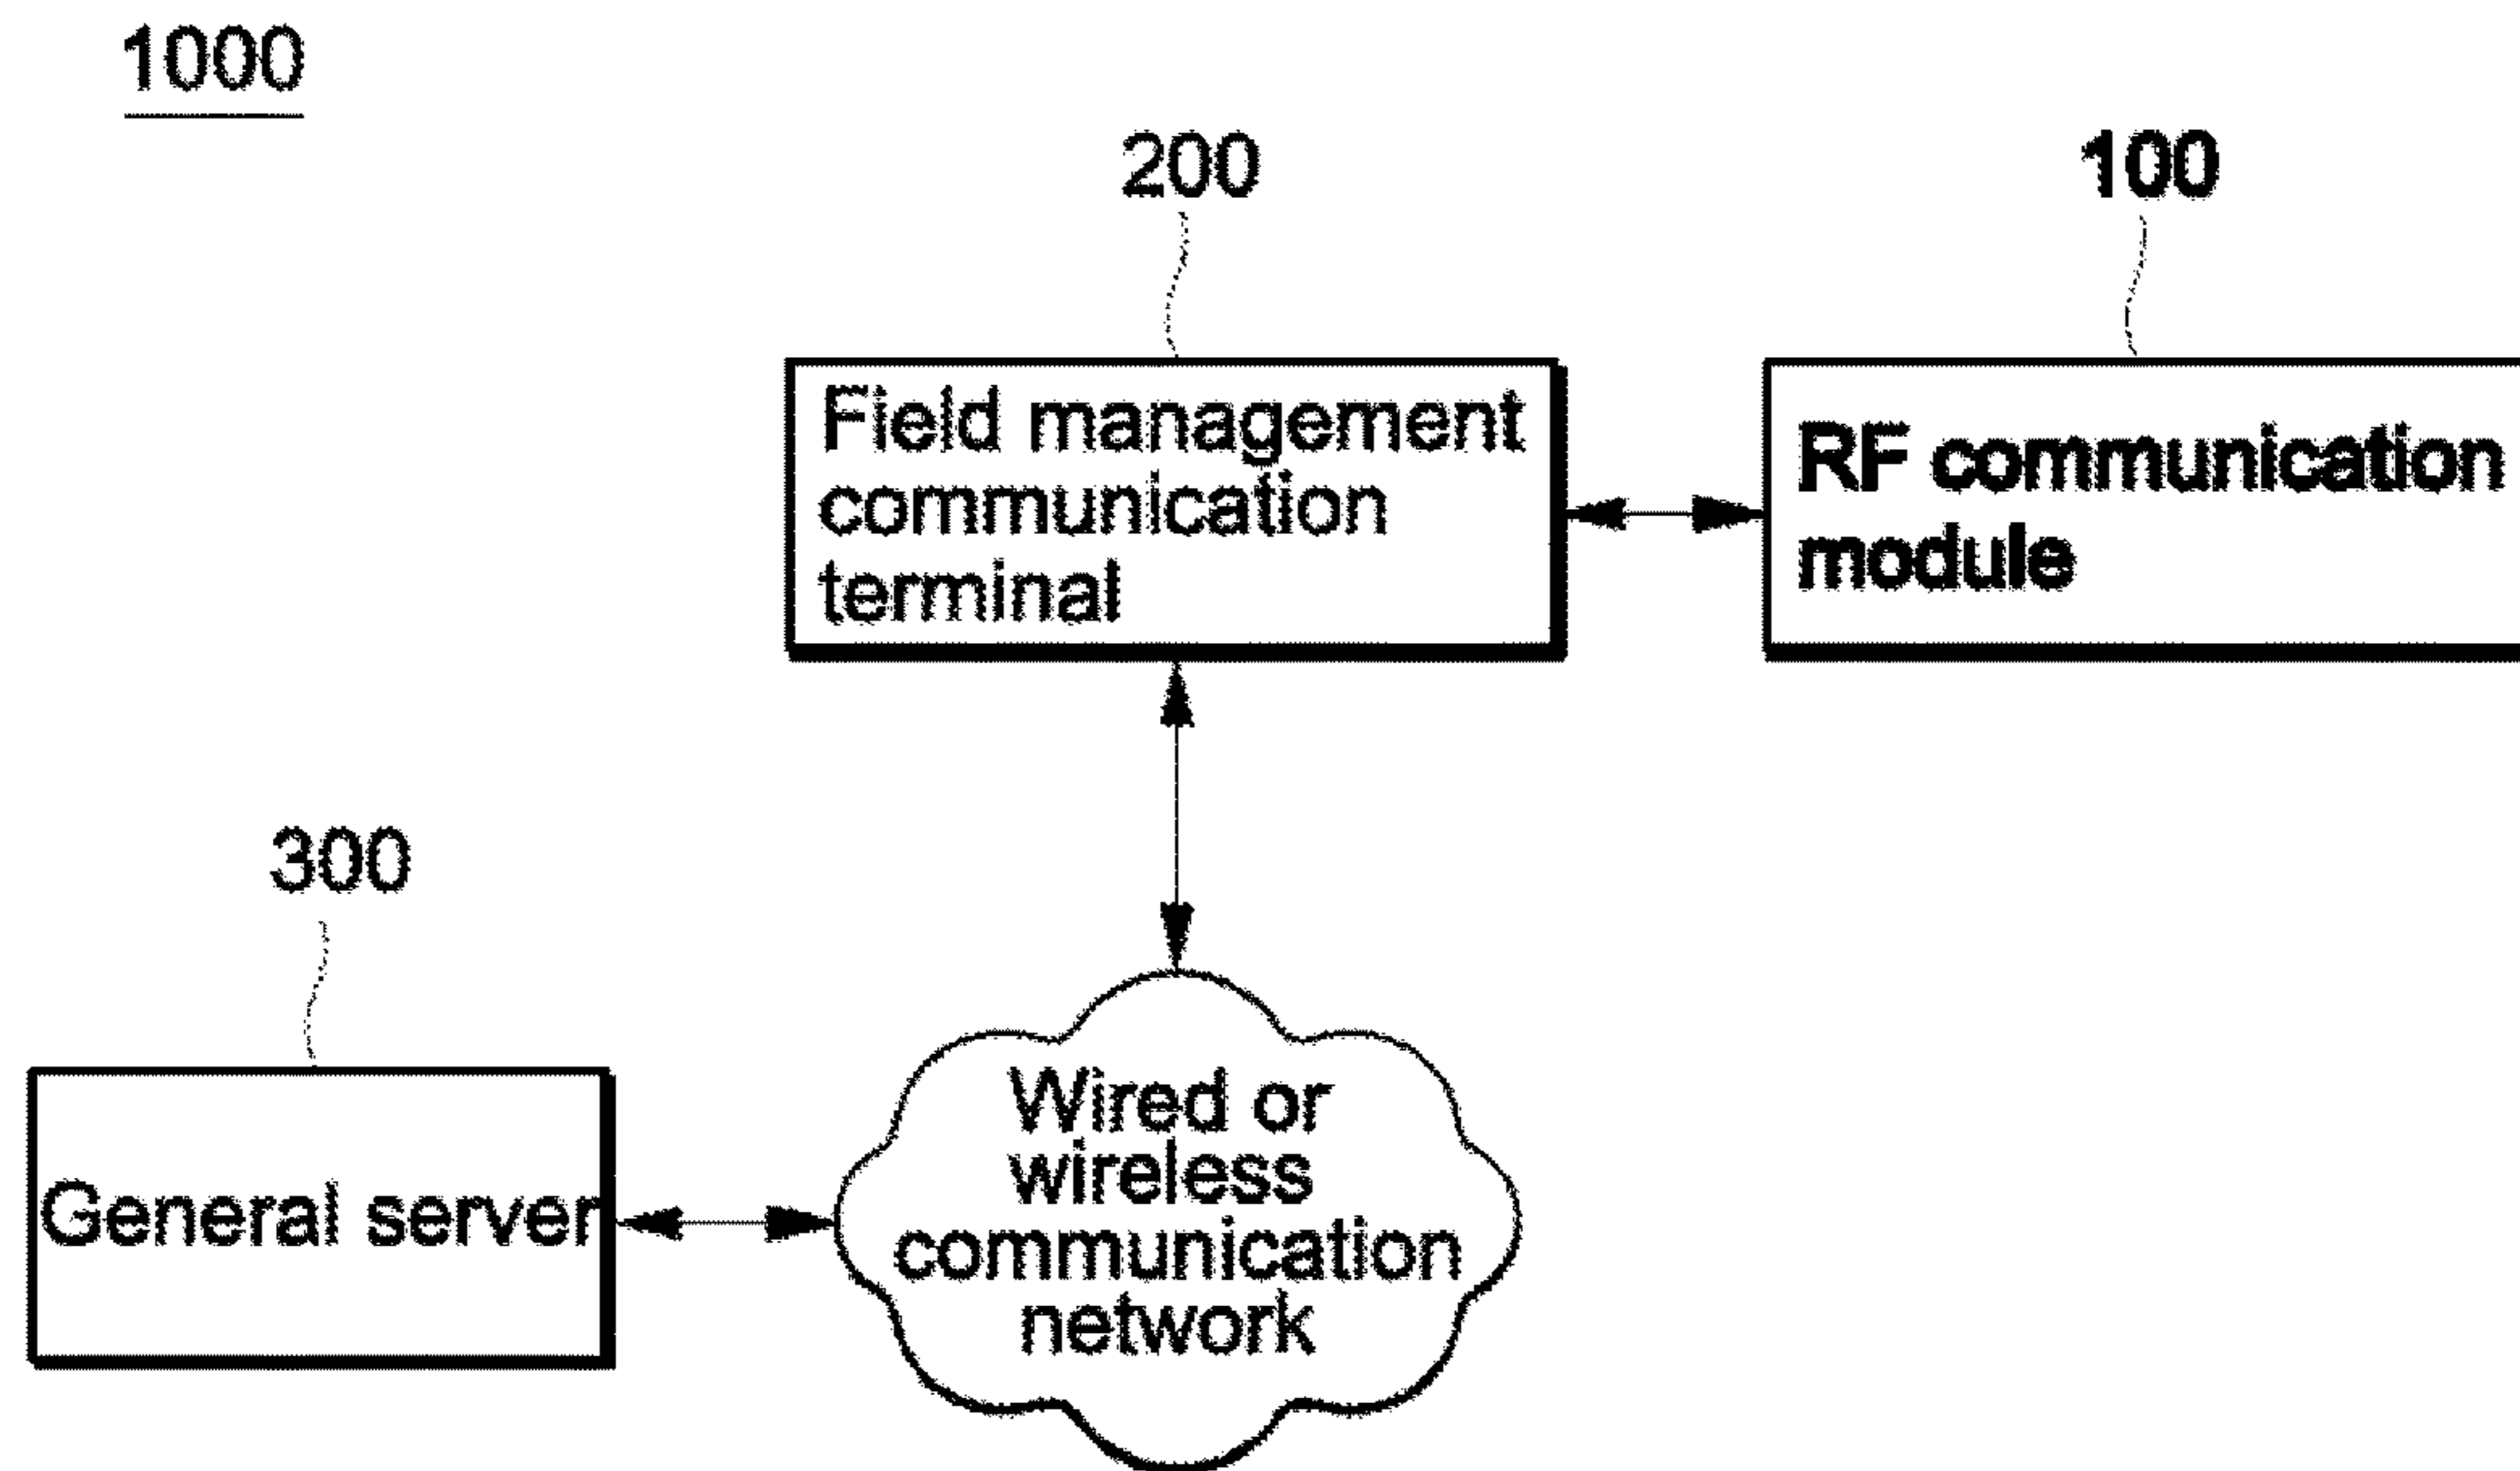 1000
200
100
Field management
communication
terminal
RF communication
module
300
General server
Wired or
wireless
communication
network